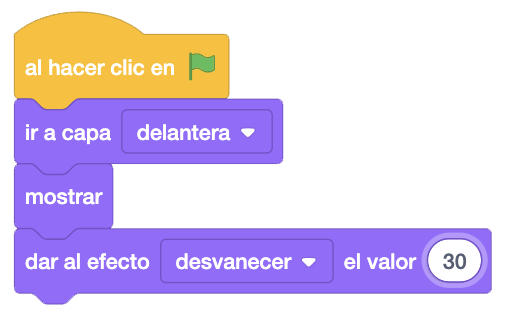 al hacer clic en
ir a capa delantera
mostrar
dar al efecto desvanecer el valor 30